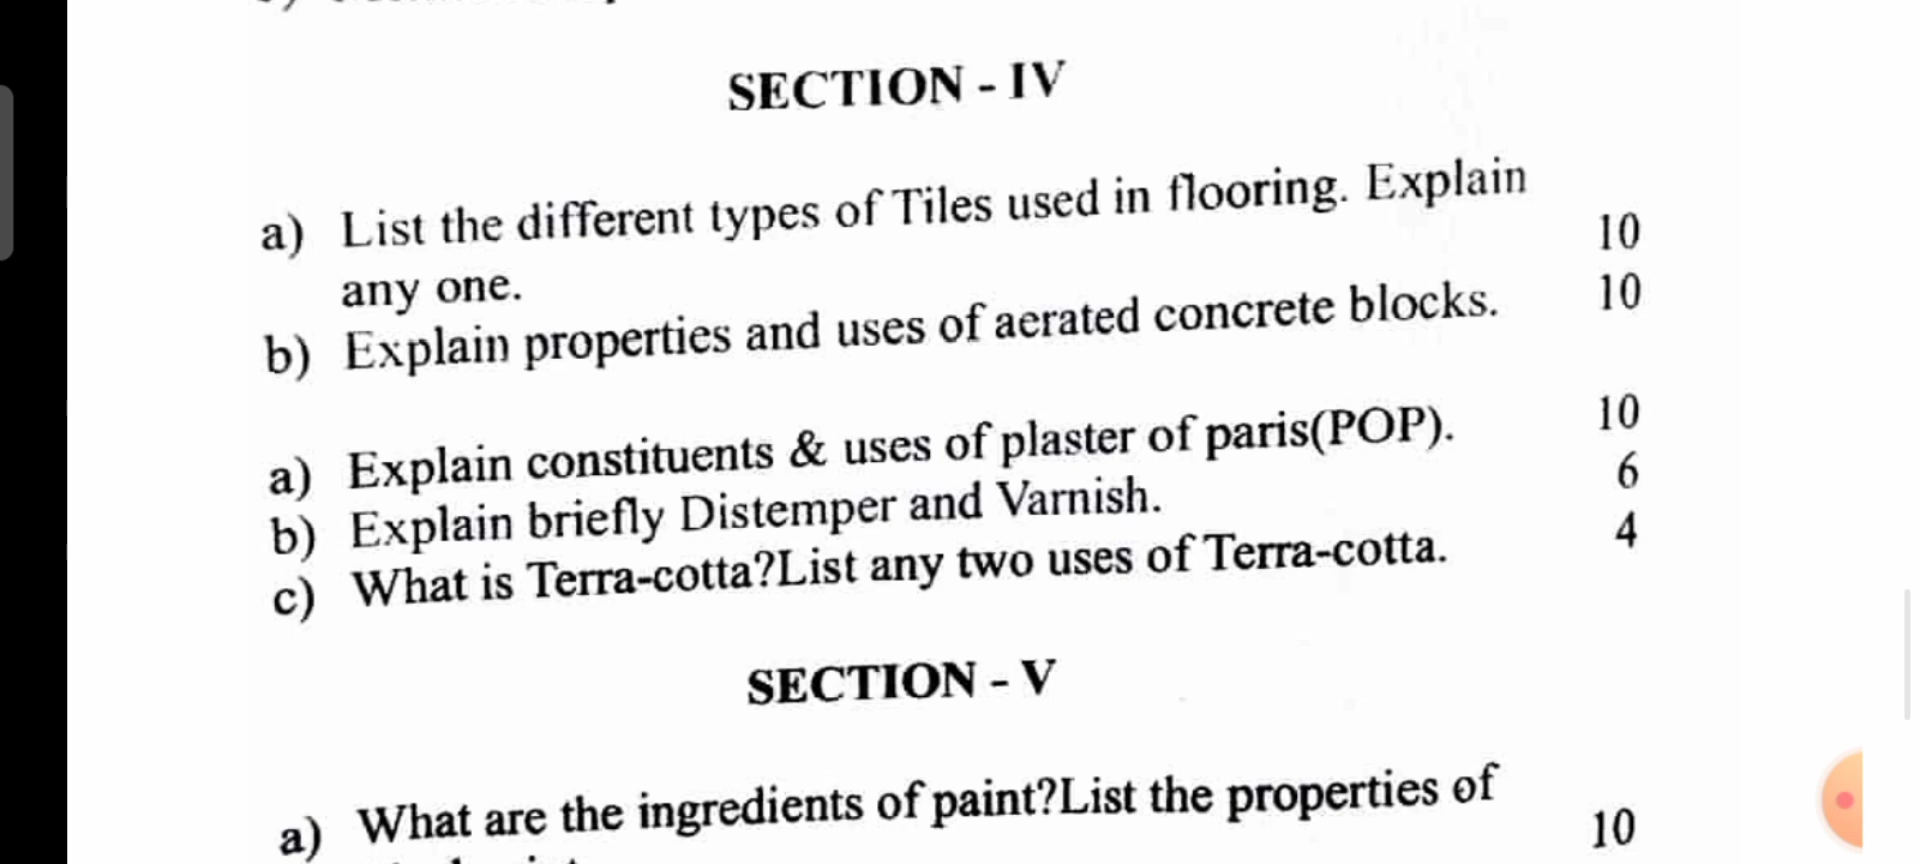 SECTION - IV
a) List the different types of Tiles used in flooring. Explain
any one. 10
b) Explain properties and uses of aerated concrete blocks. 10
a) Explain constituents & uses of plaster of paris(POP). 10
b) Explain briefly Distemper and Varnish. 6
c) What is Terra-cotta?List any two uses of Terra-cotta. 4
SECTION - V
a) What are the ingredients of paint?List the properties of
10